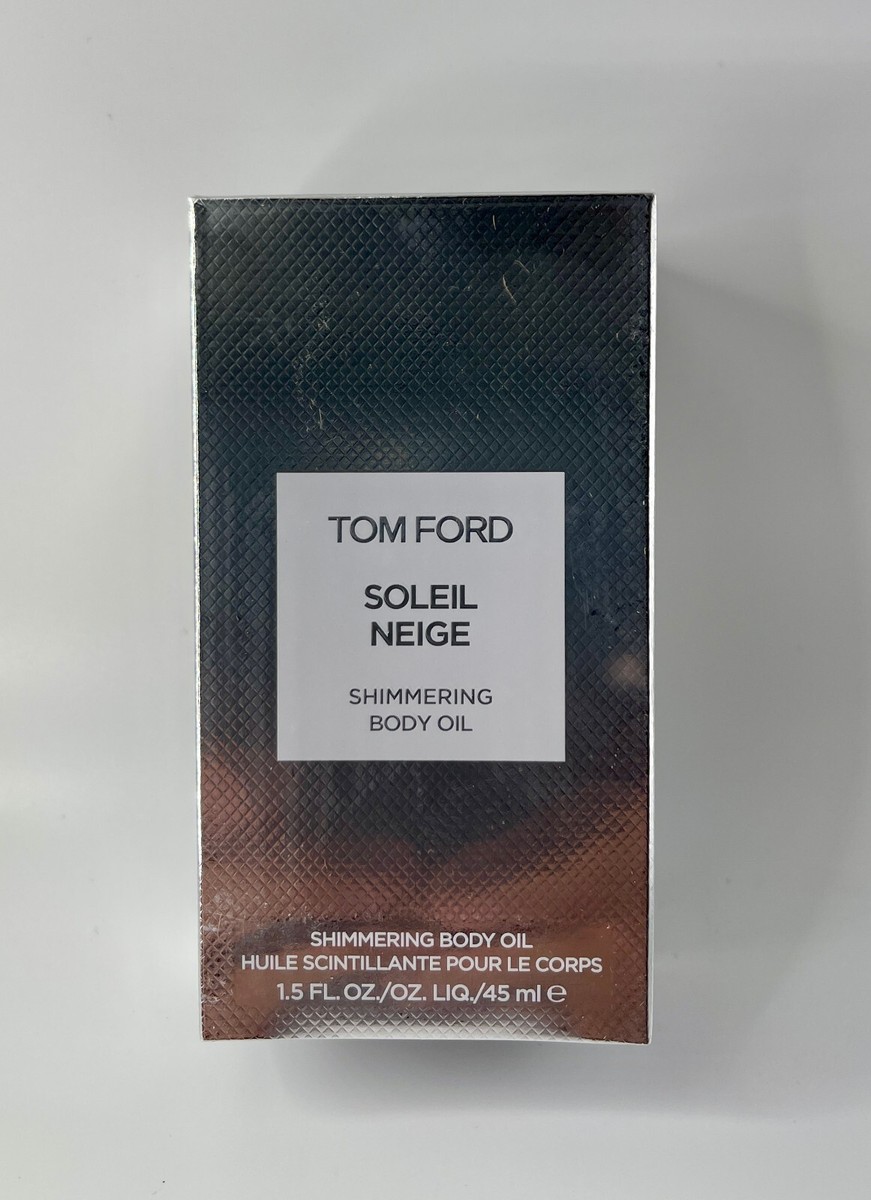 TOM FORD
SOLEIL
NEIGE
SHIMMERING
BODY OIL
SHIMMERING BODY OIL
HUILE SCINTILLANTE POUR LE CORPS
1.5 FL. OZ./OZ. LIQ./45 ml ℮